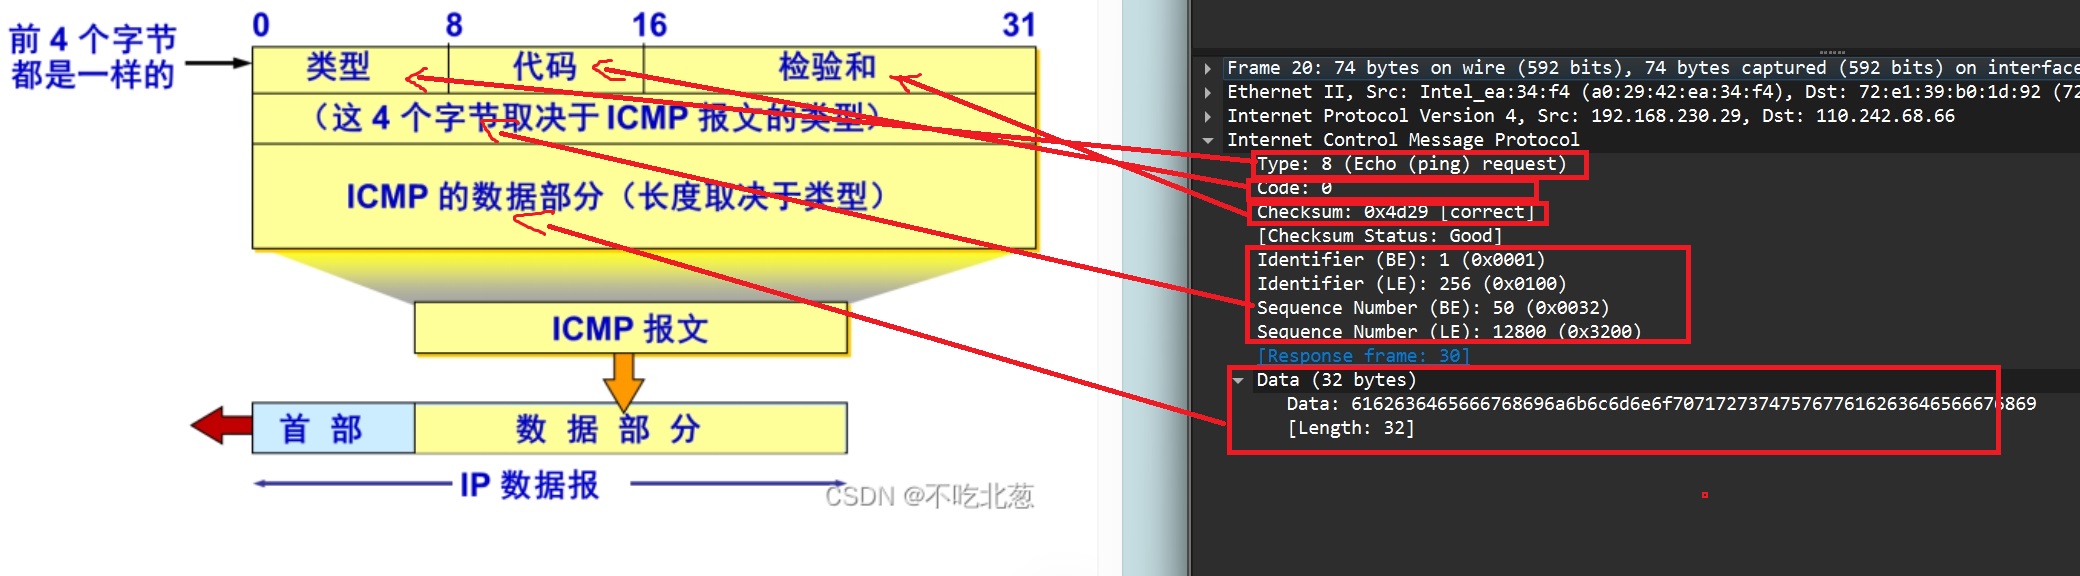 0 8 16 31
前 4 个字节
都是一样的
类型 代码 检验和
（这 4 个字节取决于 ICMP 报文的类型）
ICMP 的数据部分（长度取决于类型）
ICMP 报文
首 部 数 据 部 分
IP 数据报
CSDN @不吃北葱
Frame 20: 74 bytes on wire (592 bits), 74 bytes captured (592 bits) on interface
Ethernet II, Src: Intel_ea:34:f4 (a0:29:42:ea:34:f4), Dst: 72:e1:39:b0:1d:92 (72
Internet Protocol Version 4, Src: 192.168.230.29, Dst: 110.242.68.66
Internet Control Message Protocol
Type: 8 (Echo (ping) request)
Code: 0
Checksum: 0x4d29 [correct]
[Checksum Status: Good]
Identifier (BE): 1 (0x0001)
Identifier (LE): 256 (0x0100)
Sequence Number (BE): 50 (0x0032)
Sequence Number (LE): 12800 (0x3200)
[Response frame: 30]
Data (32 bytes)
Data: 6162636465666768696a6b6c6d6e6f7071727374757677616263646566676869
[Length: 32]